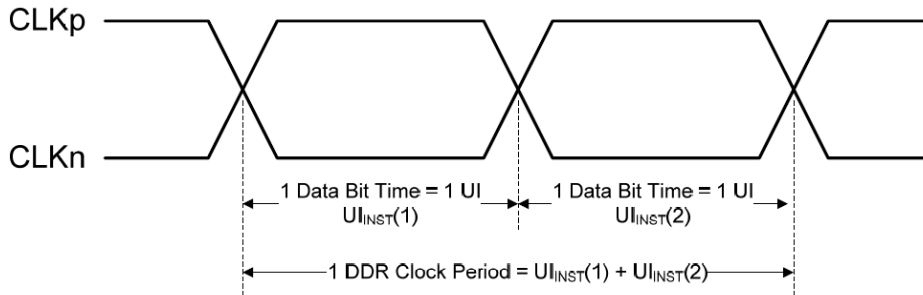 CLKp
CLKn
1 Data Bit Time = 1 UI
UIINST(1)
1 Data Bit Time = 1 UI
UIINST(2)
1 DDR Clock Period = UIINST(1) + UIINST(2)